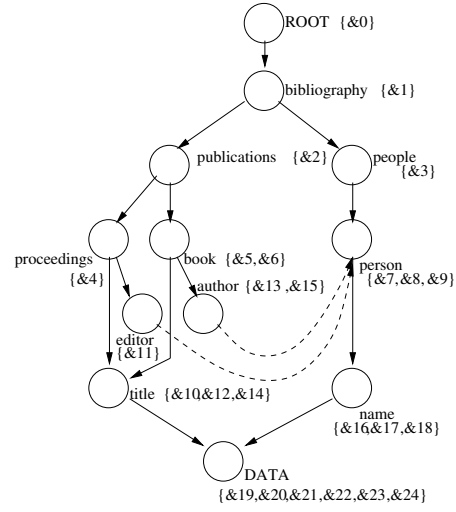 ROOT {&0}
bibliography {&1}
publications {&2}
people
{&3}
proceedings
{&4}
book {&5,&6}
person
{&7,&8,&9}
author {&13 ,&15}
editor
{&11}
title {&10,&12,&14}
name
{&16,&17,&18}
DATA
{&19,&20,&21,&22,&23,&24}